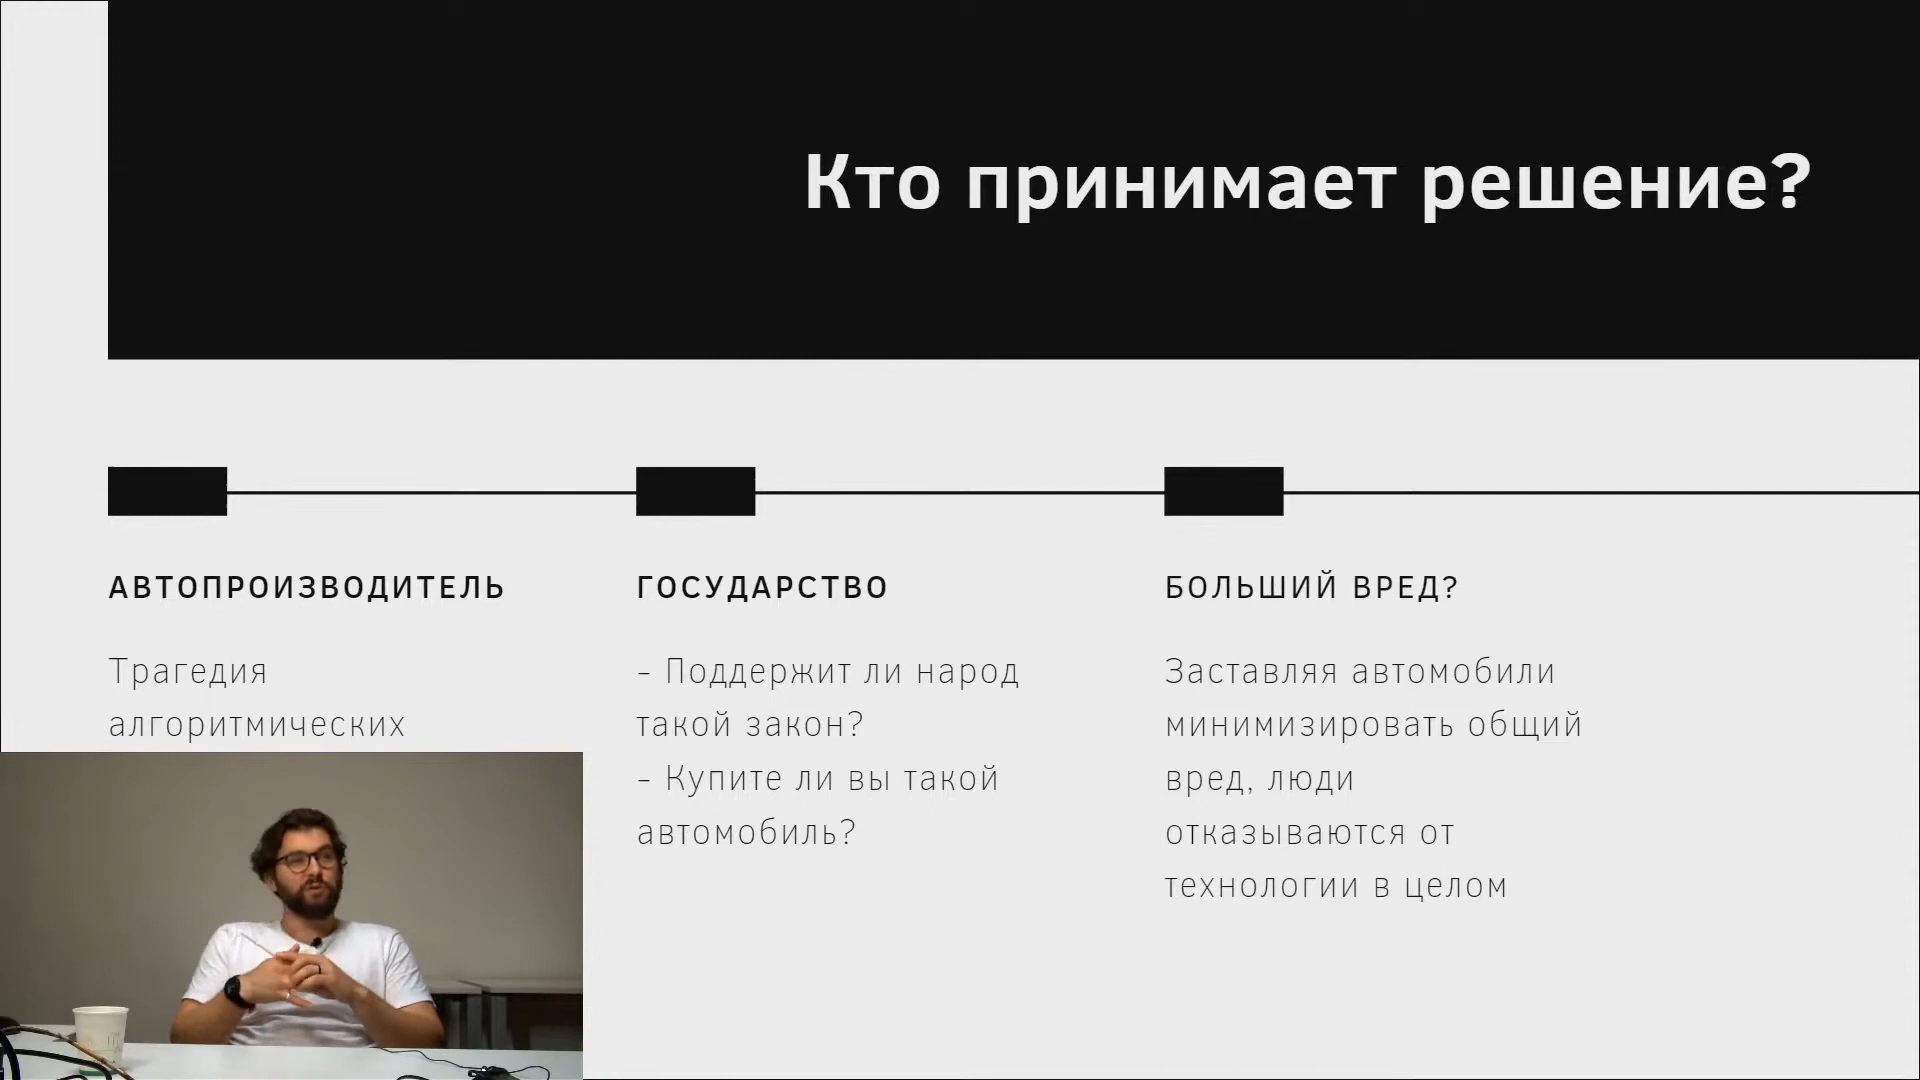 Кто принимает решение?
АВТОПРОИЗВОДИТЕЛЬ
Трагедия
алгоритмических
ГОСУДАРСТВО
- Поддержит ли народ
такой закон?
- Купите ли вы такой
автомобиль?
БОЛЬШИЙ ВРЕД?
Заставляя автомобили
минимизировать общий
вред, люди
отказываются от
технологии в целом